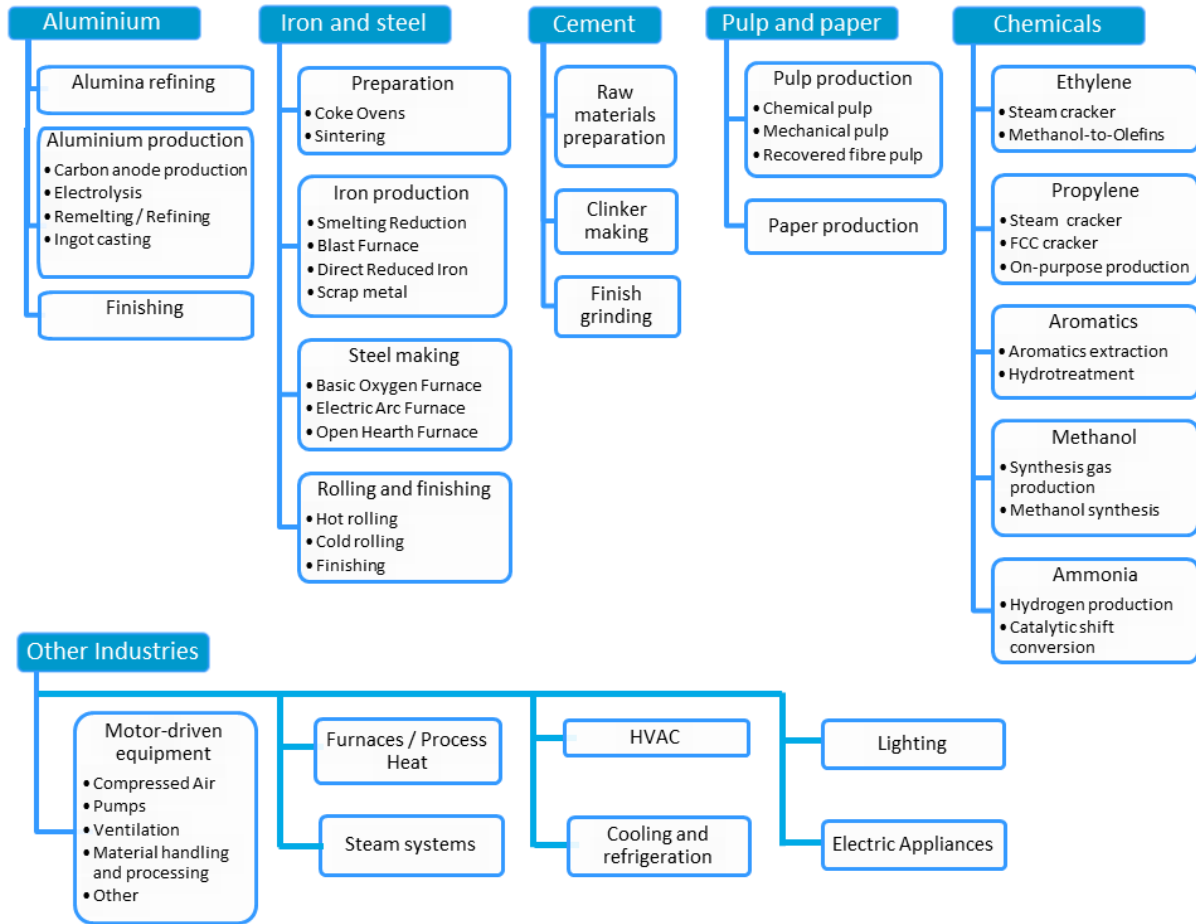 Aluminium
Alumina refining
Aluminium production
• Carbon anode production
• Electrolysis
• Remelting / Refining
• Ingot casting
Finishing
Iron and steel
Preparation
• Coke Ovens
• Sintering
Iron production
• Smelting Reduction
• Blast Furnace
• Direct Reduced Iron
• Scrap metal
Steel making
• Basic Oxygen Furnace
• Electric Arc Furnace
• Open Hearth Furnace
Rolling and finishing
• Hot rolling
• Cold rolling
• Finishing
Cement
Raw
materials
preparation
Clinker
making
Finish
grinding
Pulp and paper
Pulp production
• Chemical pulp
• Mechanical pulp
• Recovered fibre pulp
Paper production
Chemicals
Ethylene
• Steam cracker
• Methanol-to-Olefins
Propylene
• Steam cracker
• FCC cracker
• On-purpose production
Aromatics
• Aromatics extraction
• Hydrotreatment
Methanol
• Synthesis gas
production
• Methanol synthesis
Ammonia
• Hydrogen production
• Catalytic shift
conversion
Other Industries
Motor-driven
equipment
• Compressed Air
• Pumps
• Ventilation
• Material handling
and processing
• Other
Furnaces / Process
Heat
Steam systems
HVAC
Cooling and
refrigeration
Lighting
Electric Appliances